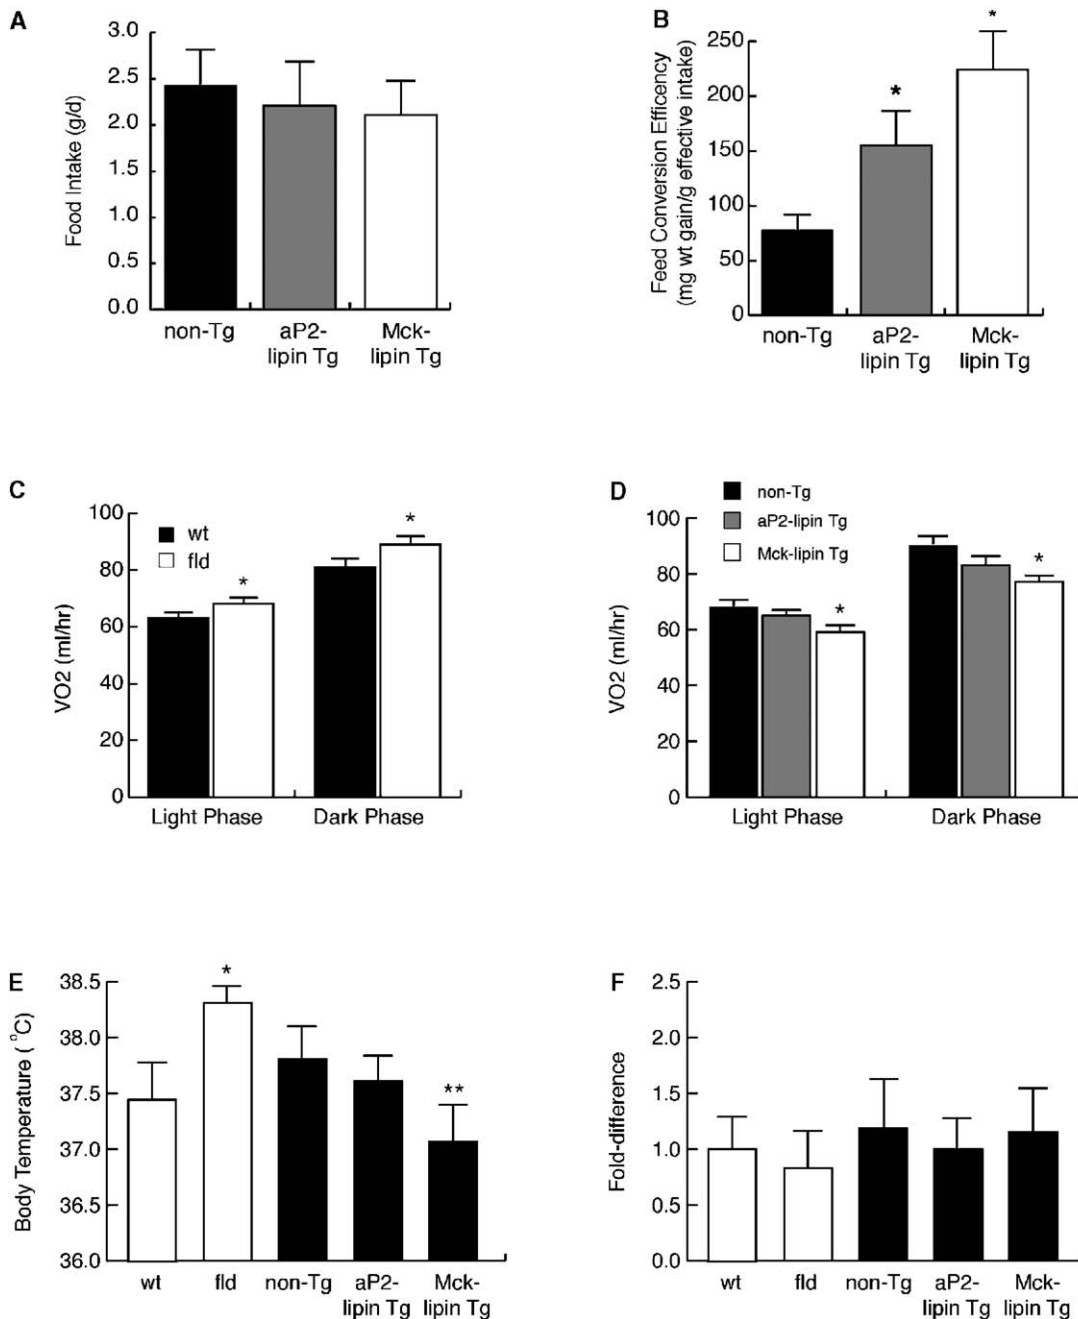 A
Food Intake (g/d)
3.0
2.5
2.0
1.5
1.0
0.5
0.0
non-Tg
aP2-
lipin Tg
Mck-
lipin Tg
B
Feed Conversion Efficency
(mg wt gain/g effective intake)
250
200
150
100
50
0
*
*
non-Tg
aP2-
lipin Tg
Mck-
lipin Tg
C
VO2 (ml/hr)
100
80
60
40
20
0
wt
fld
*
*
Light Phase
Dark Phase
D
non-Tg
aP2-lipin Tg
Mck-lipin Tg
VO2 (ml/hr)
100
80
60
40
20
0
*
*
Light Phase
Dark Phase
E
Body Temperature ( °C)
38.5
38.0
37.5
37.0
36.5
36.0
*
**
wt
fld
non-Tg
aP2-
lipin Tg
Mck-
lipin Tg
F
Fold-difference
2.5
2.0
1.5
1.0
0.5
0.0
wt
fld
non-Tg
aP2-
lipin Tg
Mck-
lipin Tg